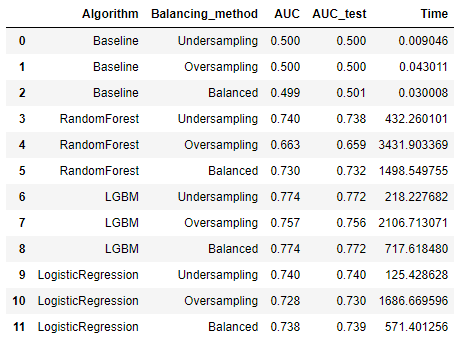 Algorithm Balancing_method AUC AUC_test Time
0 Baseline Undersampling 0.500 0.500 0.009046
1 Baseline Oversampling 0.500 0.500 0.043011
2 Baseline Balanced 0.499 0.501 0.030008
3 RandomForest Undersampling 0.740 0.738 432.260101
4 RandomForest Oversampling 0.663 0.659 3431.903369
5 RandomForest Balanced 0.730 0.732 1498.549755
6 LGBM Undersampling 0.774 0.772 218.227682
7 LGBM Oversampling 0.757 0.756 2106.713071
8 LGBM Balanced 0.774 0.772 717.618480
9 LogisticRegression Undersampling 0.740 0.740 125.428628
10 LogisticRegression Oversampling 0.728 0.730 1686.669596
11 LogisticRegression Balanced 0.738 0.739 571.401256